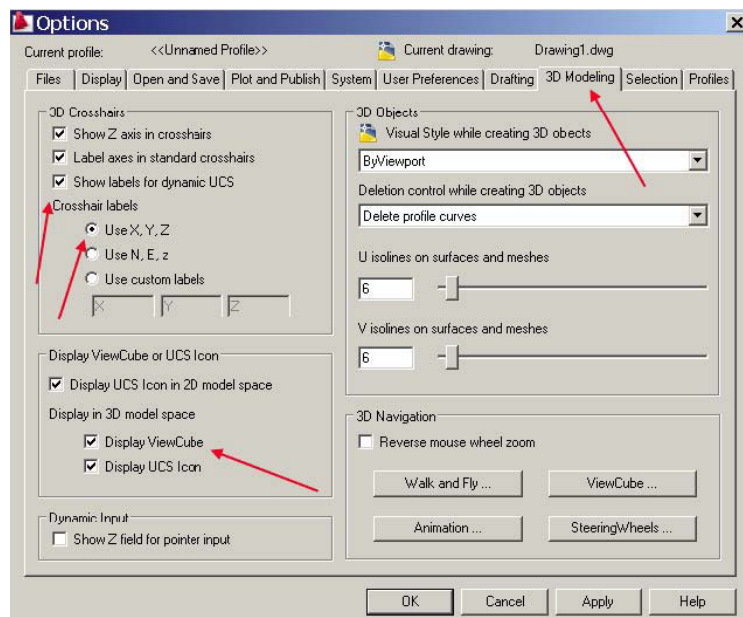 Options
Current profile: <<Unnamed Profile>> Current drawing: Drawing1.dwg
Files Display Open and Save Plot and Publish System User Preferences Drafting 3D Modeling Selection Profiles
3D Crosshairs
Show Z axis in crosshairs
Label axes in standard crosshairs
Show labels for dynamic UCS
Crosshair labels
Use X, Y, Z
Use N, E, z
Use custom labels
X Y Z
Display ViewCube or UCS Icon
Display UCS Icon in 2D model space
Display in 3D model space
Display ViewCube
Display UCS Icon
Dynamic Input
Show Z field for pointer input
3D Objects
Visual Style while creating 3D obects
ByViewport
Deletion control while creating 3D objects
Delete profile curves
U isolines on surfaces and meshes
6
V isolines on surfaces and meshes
6
3D Navigation
Reverse mouse wheel zoom
Walk and Fly ... ViewCube ...
Animation ... SteeringWheels ...
OK Cancel Apply Help